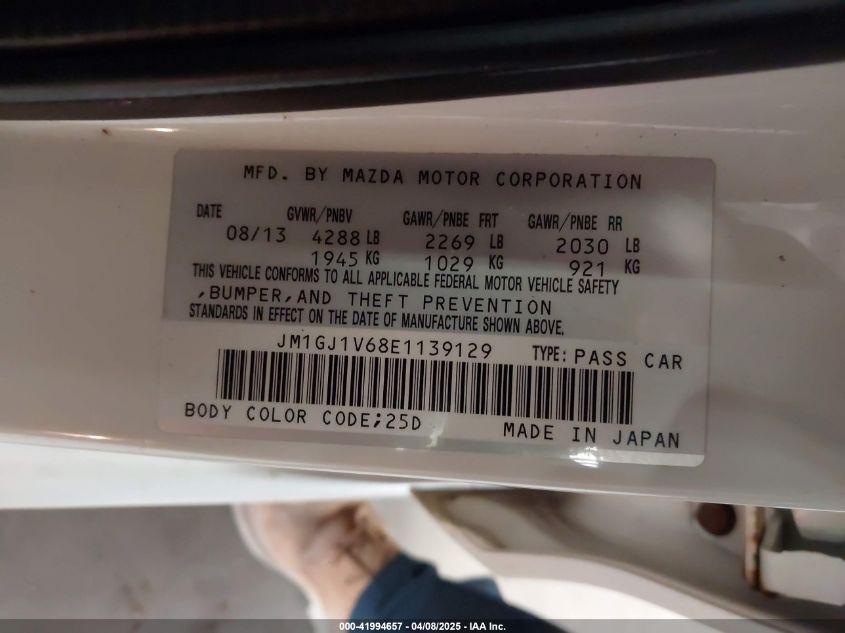 MFD. BY MAZDA MOTOR CORPORATION
DATE GVWR/PNBV GAWR/PNBE FRT GAWR/PNBE RR
08/13 4288 LB 2269 LB 2030 LB
1945 KG 1029 KG 921 KG
THIS VEHICLE CONFORMS TO ALL APPLICABLE FEDERAL MOTOR VEHICLE SAFETY
,BUMPER,AND THEFT PREVENTION
STANDARDS IN EFFECT ON THE DATE OF MANUFACTURE SHOWN ABOVE.
JM1GJ1V68E1139129 TYPE: PASS CAR
BODY COLOR CODE;25D MADE IN JAPAN
000-41994657 - 04/08/2025 - IAA Inc.